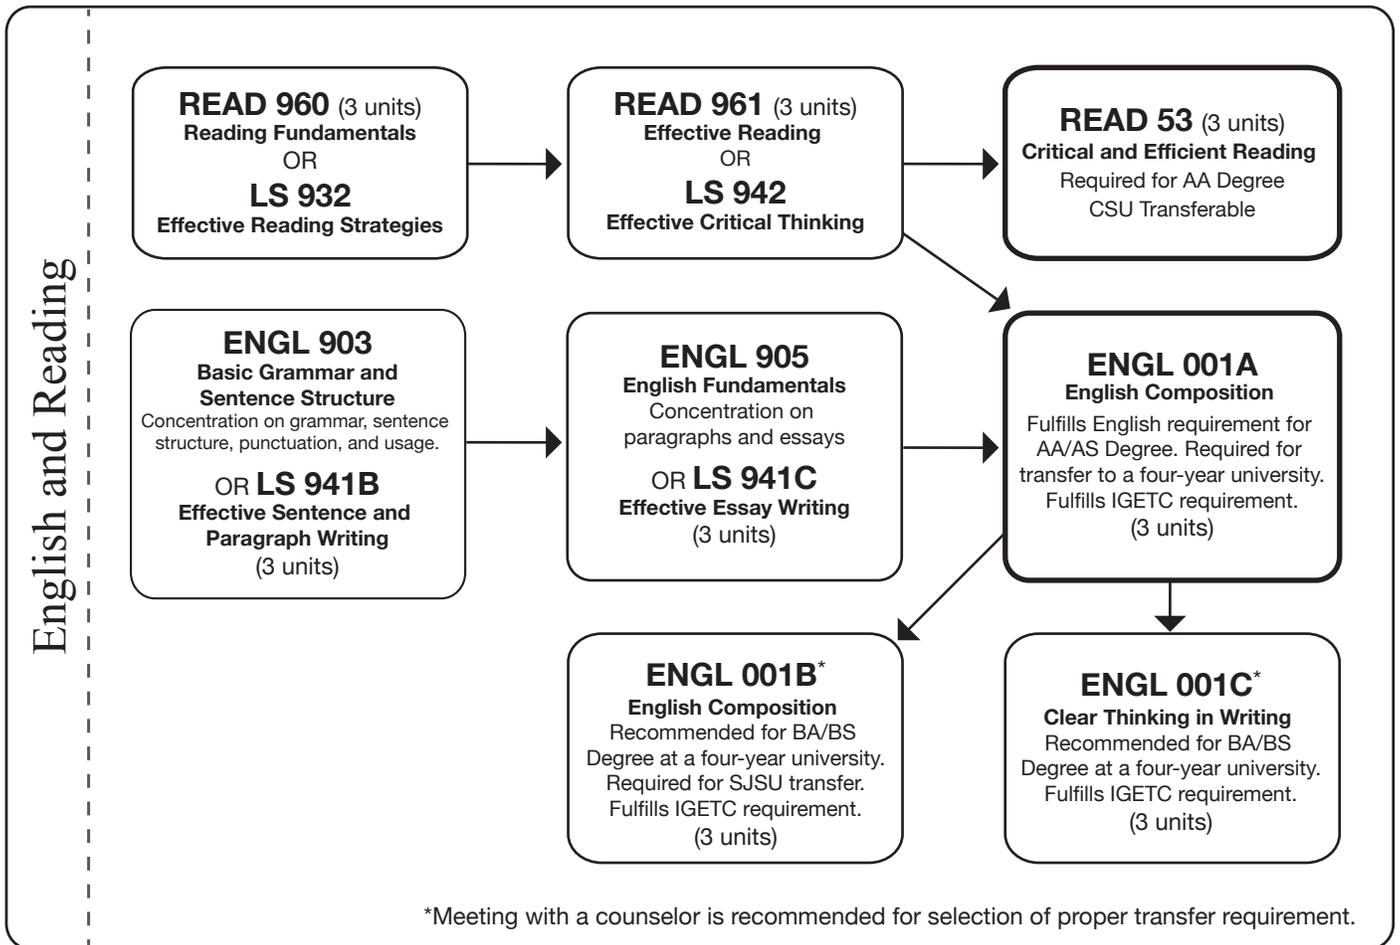 English and Reading
READ 960 (3 units)
Reading Fundamentals
OR
LS 932
Effective Reading Strategies
READ 961 (3 units)
Effective Reading
OR
LS 942
Effective Critical Thinking
READ 53 (3 units)
Critical and Efficient Reading
Required for AA Degree
CSU Transferable
ENGL 903
Basic Grammar and
Sentence Structure
Concentration on grammar, sentence
structure, punctuation, and usage.
OR LS 941B
Effective Sentence and
Paragraph Writing
(3 units)
ENGL 905
English Fundamentals
Concentration on
paragraphs and essays
OR LS 941C
Effective Essay Writing
(3 units)
ENGL 001A
English Composition
Fulfills English requirement for
AA/AS Degree. Required for
transfer to a four-year university.
Fulfills IGETC requirement.
(3 units)
ENGL 001B*
English Composition
Recommended for BA/BS
Degree at a four-year university.
Required for SJSU transfer.
Fulfills IGETC requirement.
(3 units)
ENGL 001C*
Clear Thinking in Writing
Recommended for BA/BS
Degree at a four-year university.
Fulfills IGETC requirement.
(3 units)
*Meeting with a counselor is recommended for selection of proper transfer requirement.